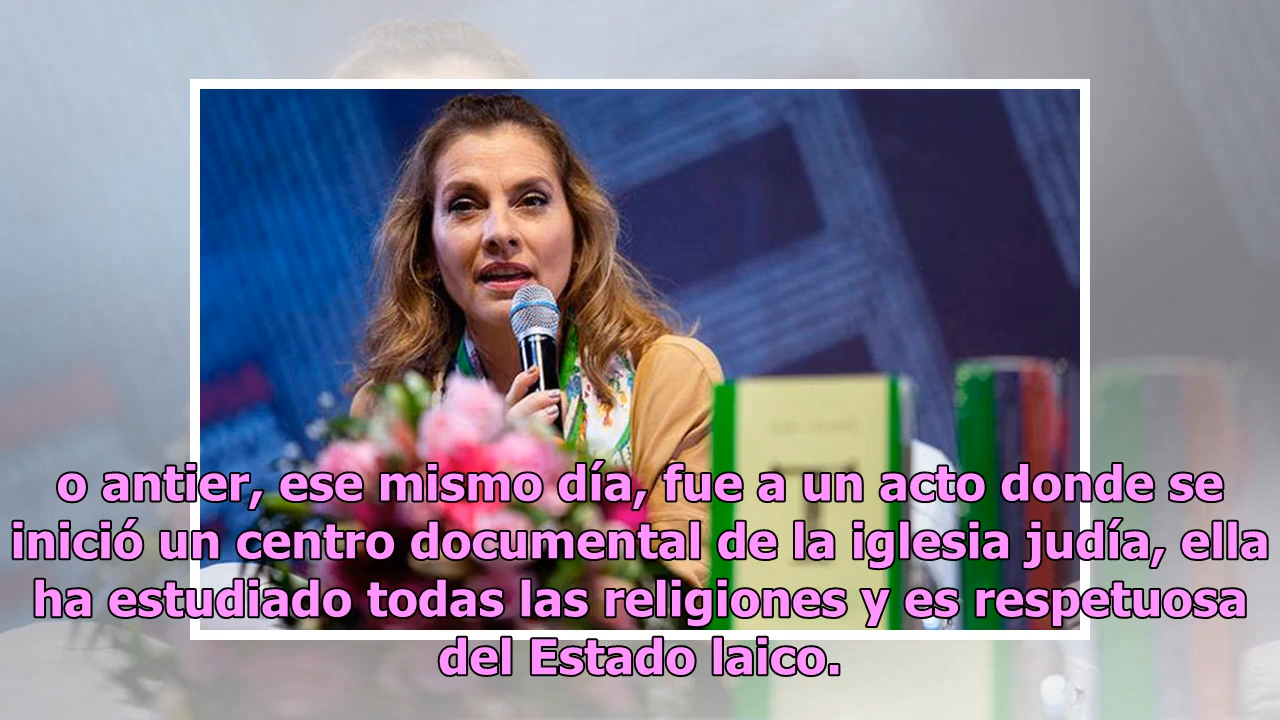 o antier, ese mismo día, fue a un acto donde se
inició un centro documental de la iglesia judía, ella
ha estudiado todas las religiones y es respetuosa
del Estado laico.